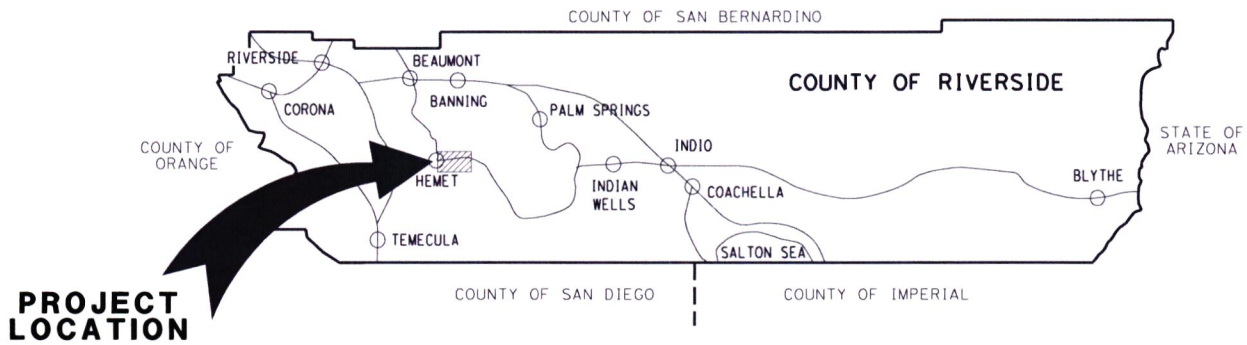 COUNTY OF SAN BERNARDINO
RIVERSIDE
BEAUMONT
COUNTY OF RIVERSIDE
BANNING
CORONA
PALM SPRINGS
COUNTY OF
ORANGE
STATE OF
ARIZONA
INDIO
HEMET
INDIAN
WELLS
COACHELLA
BLYTHE
TEMECULA
SALTON SEA
PROJECT
LOCATION
COUNTY OF SAN DIEGO
COUNTY OF IMPERIAL